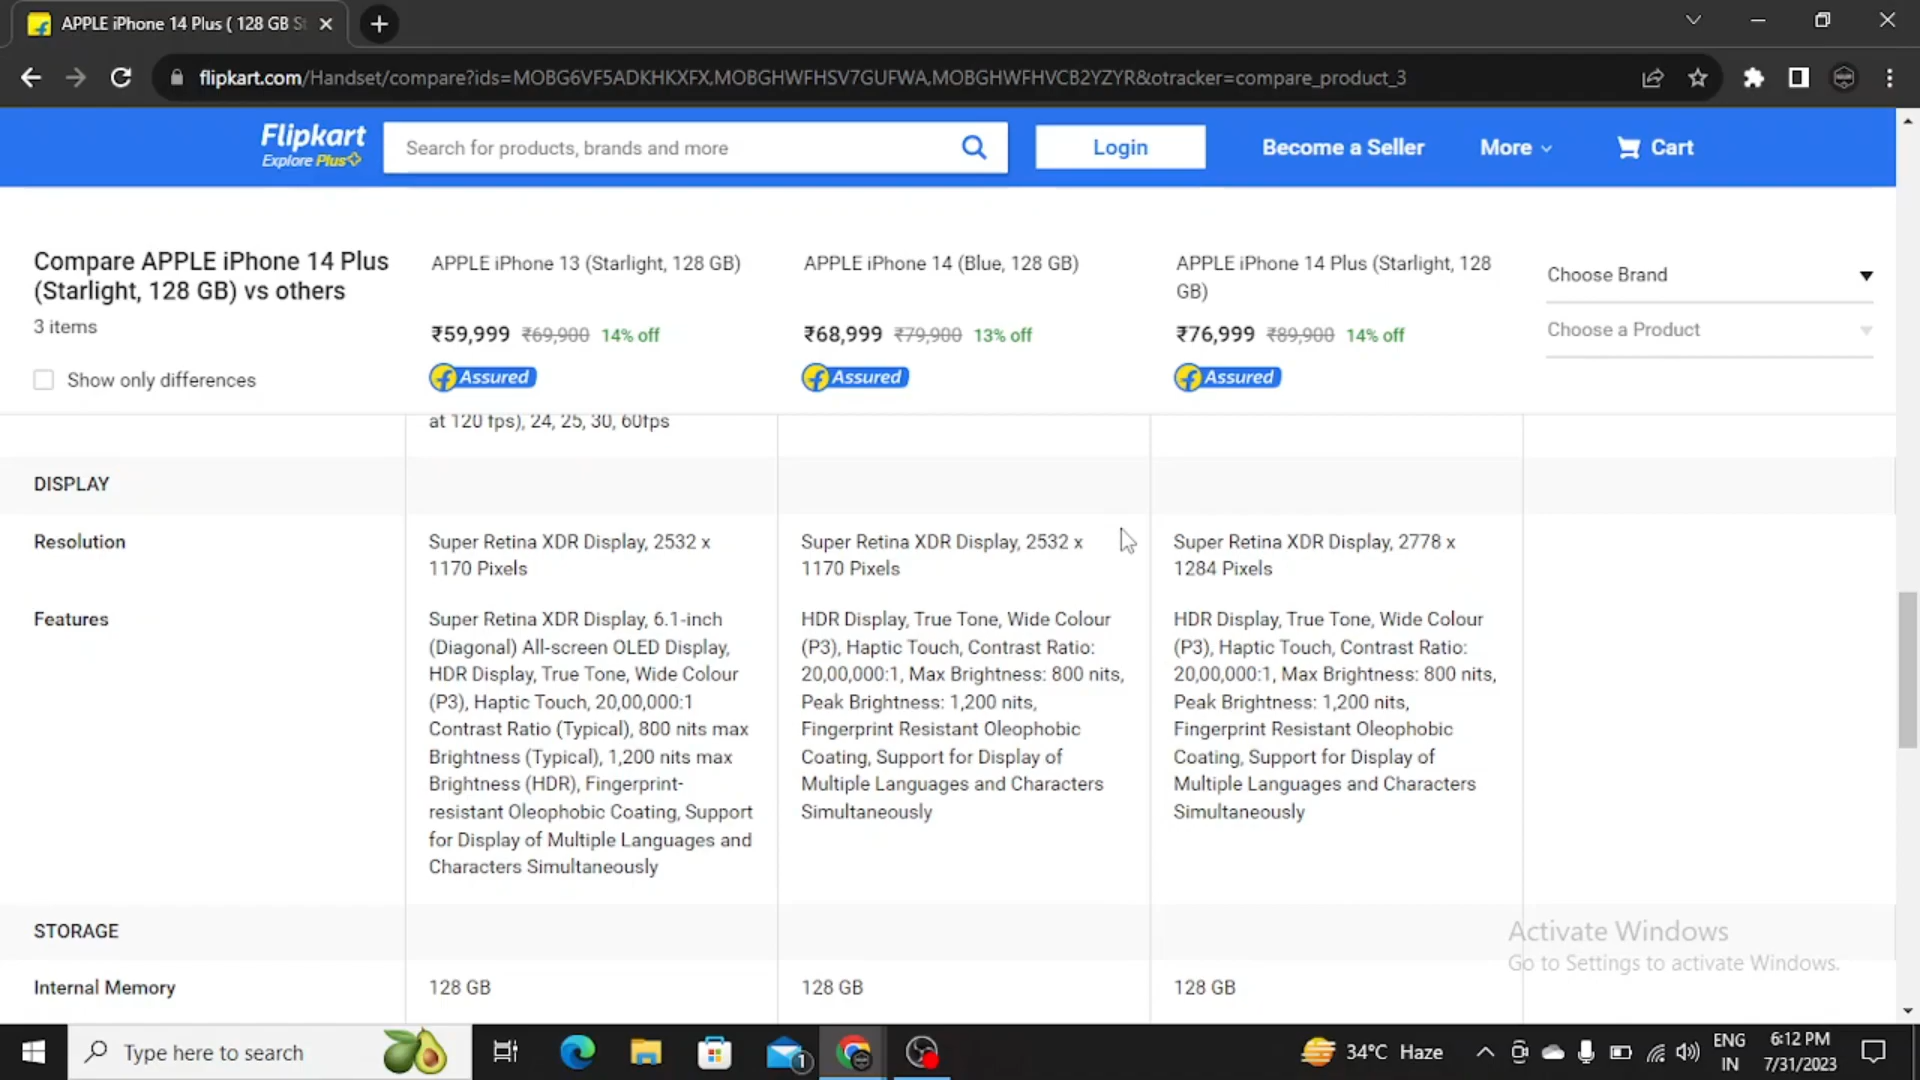 APPLE iPhone 14 Plus ( 128 GB St
flipkart.com/Handset/compare?ids=MOBG6VF5ADKHKXFX,MOBGHWFHSV7GUFWA,MOBGHWFHVCB2YZYR&otracker=compare_product_3
Flipkart
Explore Plus
Search for products, brands and more
Login
Become a Seller
More
Cart
Compare APPLE iPhone 14 Plus
(Starlight, 128 GB) vs others
3 items
Show only differences
APPLE iPhone 13 (Starlight, 128 GB)
₹59,999 ₹69,900 14% off
Assured
APPLE iPhone 14 (Blue, 128 GB)
₹68,999 ₹79,900 13% off
Assured
APPLE iPhone 14 Plus (Starlight, 128
GB)
₹76,999 ₹89,900 14% off
Assured
Choose Brand
Choose a Product
at 120 fps), 24, 25, 30, 60fps
DISPLAY
Resolution
Super Retina XDR Display, 2532 x
1170 Pixels
Super Retina XDR Display, 2532 x
1170 Pixels
Super Retina XDR Display, 2778 x
1284 Pixels
Features
Super Retina XDR Display, 6.1-inch
(Diagonal) All-screen OLED Display,
HDR Display, True Tone, Wide Colour
(P3), Haptic Touch, 20,00,000:1
Contrast Ratio (Typical), 800 nits max
Brightness (Typical), 1,200 nits max
Brightness (HDR), Fingerprint-
resistant Oleophobic Coating, Support
for Display of Multiple Languages and
Characters Simultaneously
HDR Display, True Tone, Wide Colour
(P3), Haptic Touch, Contrast Ratio:
20,00,000:1, Max Brightness: 800 nits,
Peak Brightness: 1,200 nits,
Fingerprint Resistant Oleophobic
Coating, Support for Display of
Multiple Languages and Characters
Simultaneously
HDR Display, True Tone, Wide Colour
(P3), Haptic Touch, Contrast Ratio:
20,00,000:1, Max Brightness: 800 nits,
Peak Brightness: 1,200 nits,
Fingerprint Resistant Oleophobic
Coating, Support for Display of
Multiple Languages and Characters
Simultaneously
STORAGE
Internal Memory
128 GB
128 GB
128 GB
Activate Windows
Go to Settings to activate Windows.
Type here to search
1
34°C Haze
ENG
IN
6:12 PM
7/31/2023